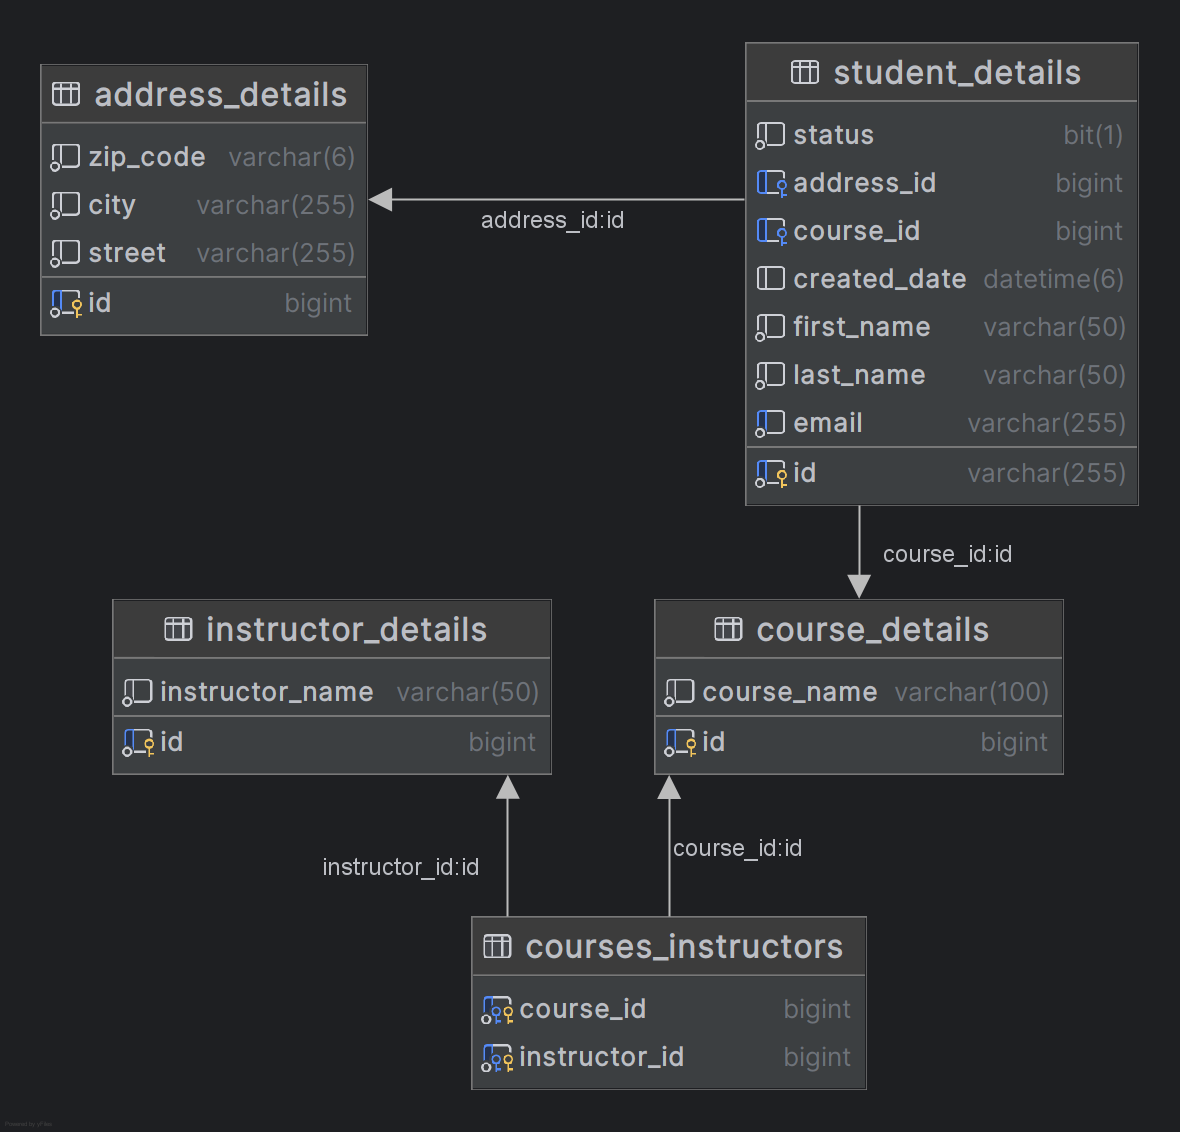 address_details
zip_code varchar(6)
city varchar(255)
street varchar(255)
id bigint
address_id:id
student_details
status bit(1)
address_id bigint
course_id bigint
created_date datetime(6)
first_name varchar(50)
last_name varchar(50)
email varchar(255)
id varchar(255)
course_id:id
instructor_details
instructor_name varchar(50)
id bigint
course_details
course_name varchar(100)
id bigint
instructor_id:id
course_id:id
courses_instructors
course_id bigint
instructor_id bigint
Powered by yFiles